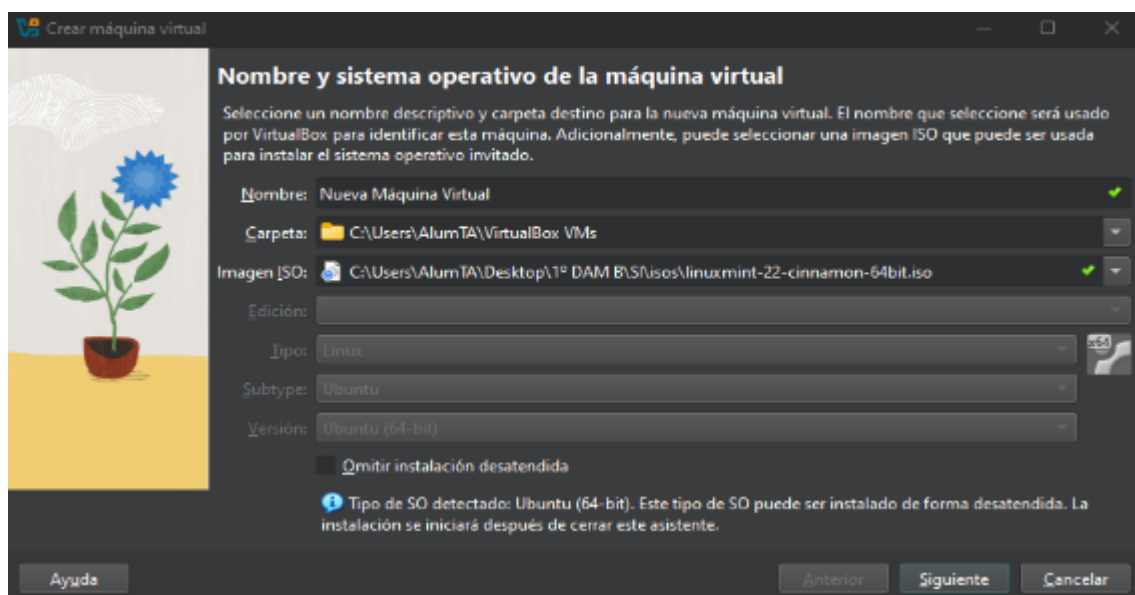 Crear máquina virtual
Nombre y sistema operativo de la máquina virtual
Seleccione un nombre descriptivo y carpeta destino para la nueva máquina virtual. El nombre que seleccione será usado
por VirtualBox para identificar esta máquina. Adicionalmente, puede seleccionar una imagen ISO que puede ser usada
para instalar el sistema operativo invitado.
Nombre: Nueva Máquina Virtual
Carpeta: C:\Users\AlumTA\VirtualBox VMs
Imagen ISO: C:\Users\AlumTA\Desktop\1º DAM B\SI\isos\linuxmint-22-cinnamon-64bit.iso
Edición:
Tipo: Linux
x64
Subtype: Ubuntu
Versión: Ubuntu (64-bit)
Omitir instalación desatendida
Tipo de SO detectado: Ubuntu (64-bit). Este tipo de SO puede ser instalado de forma desatendida. La
instalación se iniciará después de cerrar este asistente.
Ayuda Anterior Siguiente Cancelar